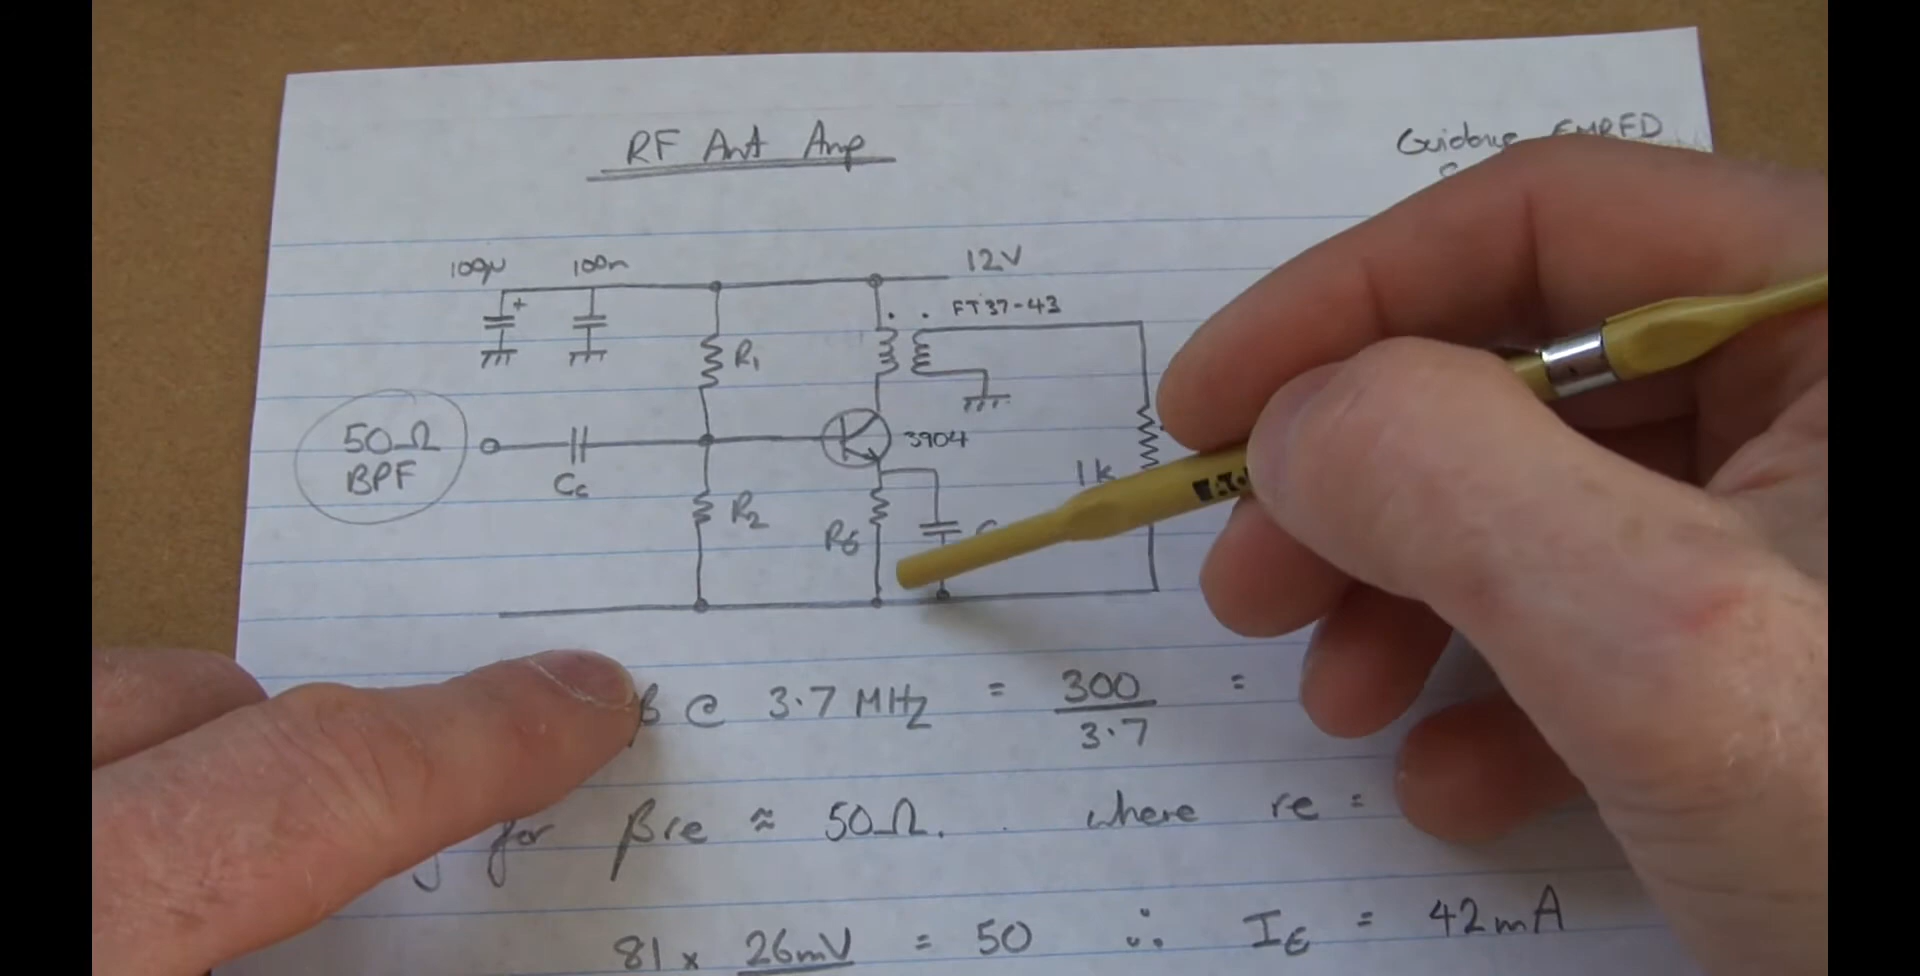 RF Ant Amp
Guidance EMRFD
100µ 100n 12V
+
FT37-43
R1
50Ω
BPF
3904
Cc
1k
R2
RE
β @ 3.7 MHz = 300 =
3.7
for βre ≈ 50Ω. where re =
81 x 26mV = 50 ∴ IE = 42mA